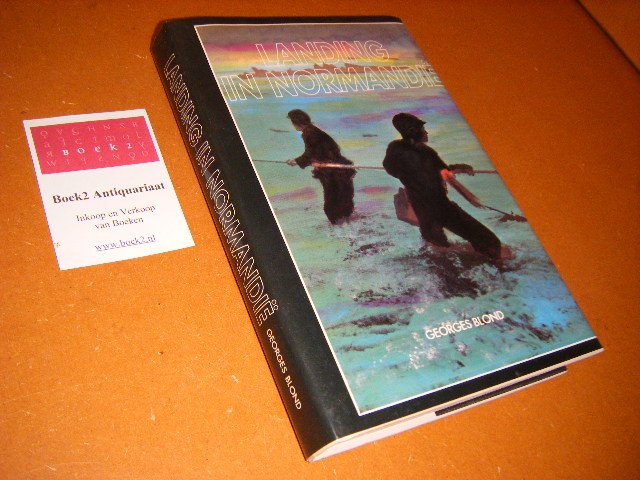 LANDING
IN NORMANDIË
GEORGES BLOND
LANDING IN NORMANDIË
GEORGES BLOND
BOEK2
Boek2 Antiquariaat
Inkoop en Verkoop
van Boeken
www.boek2.nl